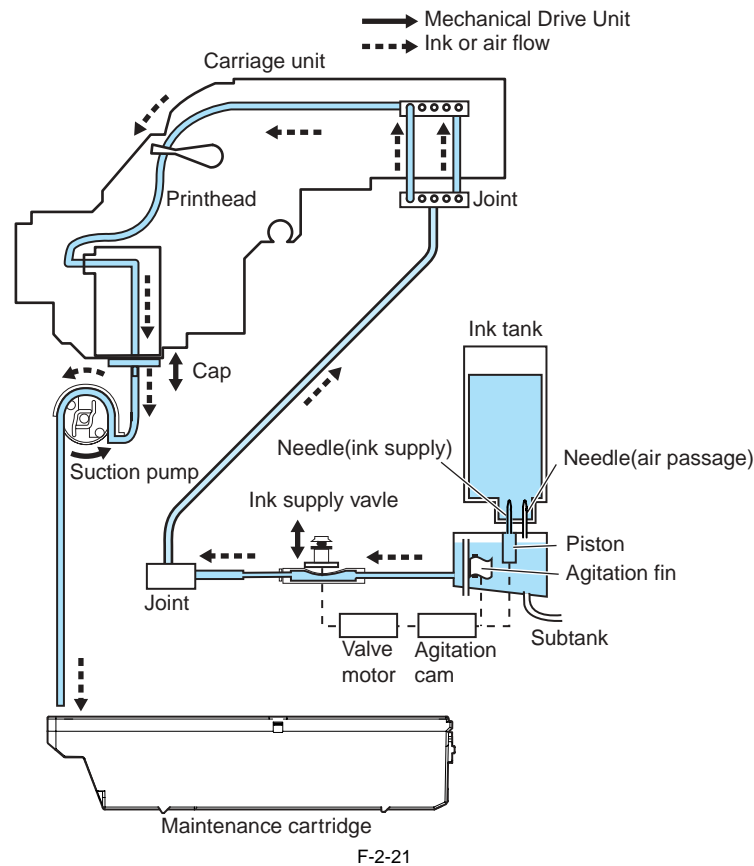 Mechanical Drive Unit
Ink or air flow
Carriage unit
Printhead
Joint
Ink tank
Cap
Needle(ink supply)
Needle(air passage)
Suction pump
Ink supply vavle
Piston
Agitation fin
Joint
Subtank
Valve
motor
Agitation
cam
Maintenance cartridge
F-2-21